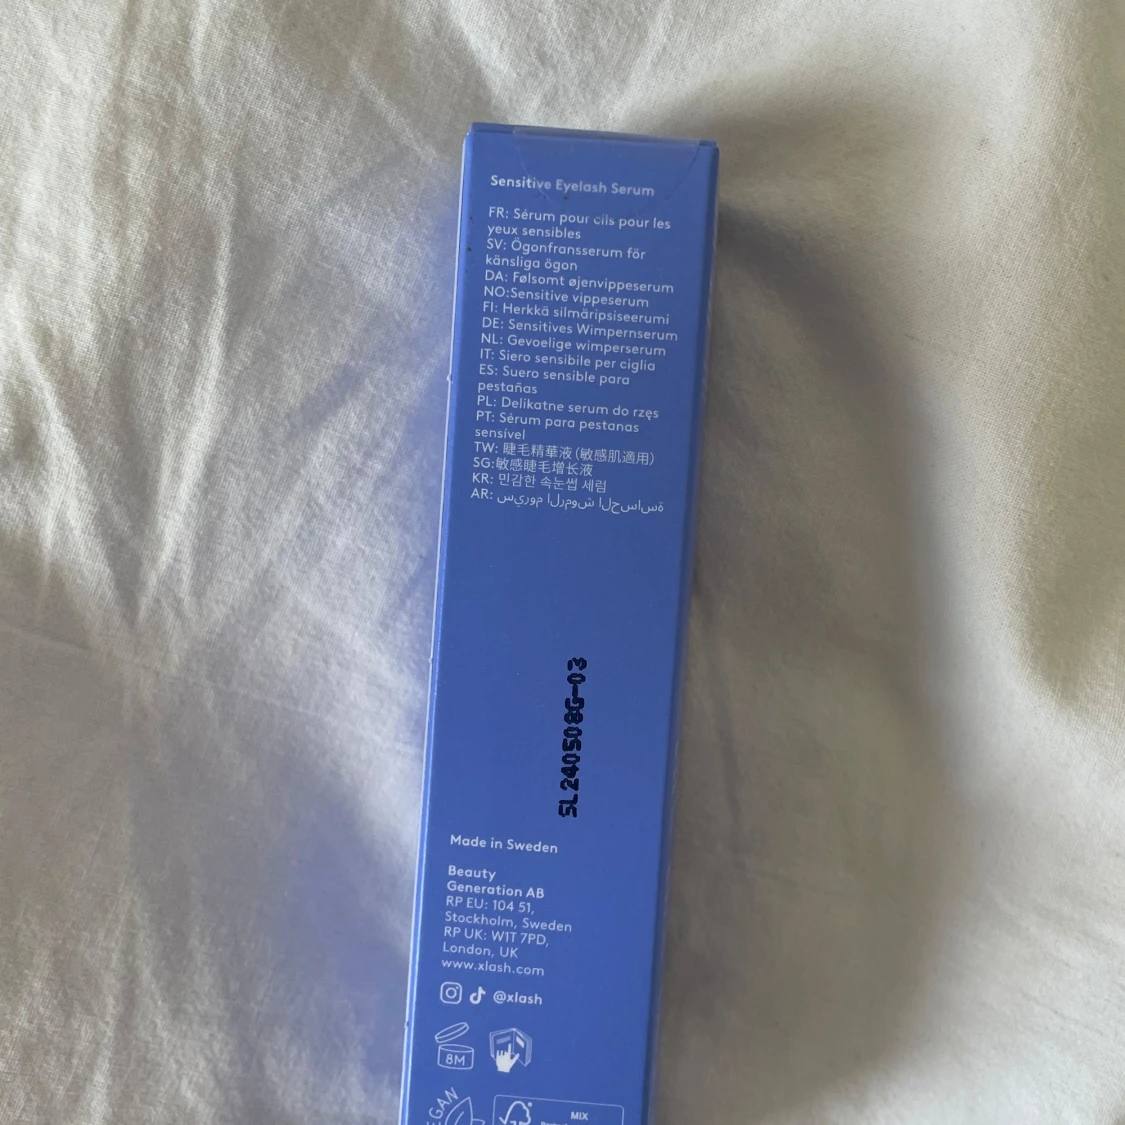 Sensitive Eyelash Serum
FR: Sérum pour cils pour les
yeux sensibles
SV: Ögonfransserum för
känsliga ögon
DA: Følsomt øjenvippeserum
NO:Sensitive vippeserum
FI: Herkkä silmäripsiseerumi
DE: Sensitives Wimpernserum
NL: Gevoelige wimperserum
IT: Siero sensibile per ciglia
ES: Suero sensible para
pestañas
PL: Delikatne serum do rzęs
PT: Sérum para pestanas
sensível
TW: 睫毛精華液 (敏感肌適用)
SG:敏感睫毛增长液
KR: 민감한 속눈썹 세럼
AR: سيروم الرموش الحساسة
SL240508G-03
Made in Sweden
Beauty
Generation AB
RP EU: 104 51,
Stockholm, Sweden
RP UK: W1T 7PD,
London, UK
www.xlash.com
@xlash
8M
MIX